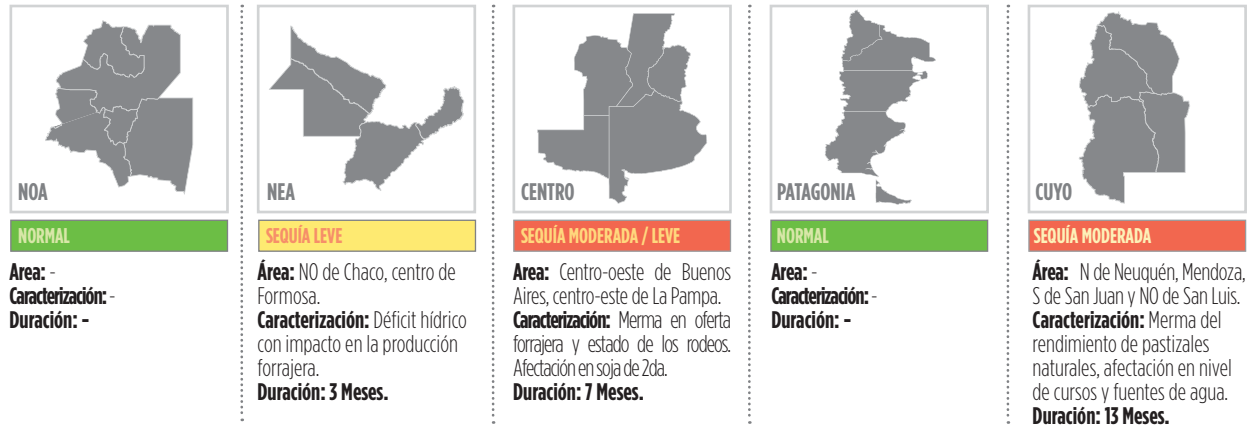 NOA
NORMAL
Area: -
Caracterización: -
Duración: -
NEA
SEQUÍA LEVE
Área: NO de Chaco, centro de
Formosa.
Caracterización: Déficit hídrico
con impacto en la producción
forrajera.
Duración: 3 Meses.
CENTRO
SEQUÍA MODERADA / LEVE
Area: Centro-oeste de Buenos
Aires, centro-este de La Pampa.
Caracterización: Merma en oferta
forrajera y estado de los rodeos.
Afectación en soja de 2da.
Duración: 7 Meses.
PATAGONIA
NORMAL
Area: -
Caracterización: -
Duración: -
CUYO
SEQUÍA MODERADA
Área: N de Neuquén, Mendoza,
S de San Juan y NO de San Luis.
Caracterización: Merma del
rendimiento de pastizales
naturales, afectación en nivel
de cursos y fuentes de agua.
Duración: 13 Meses.